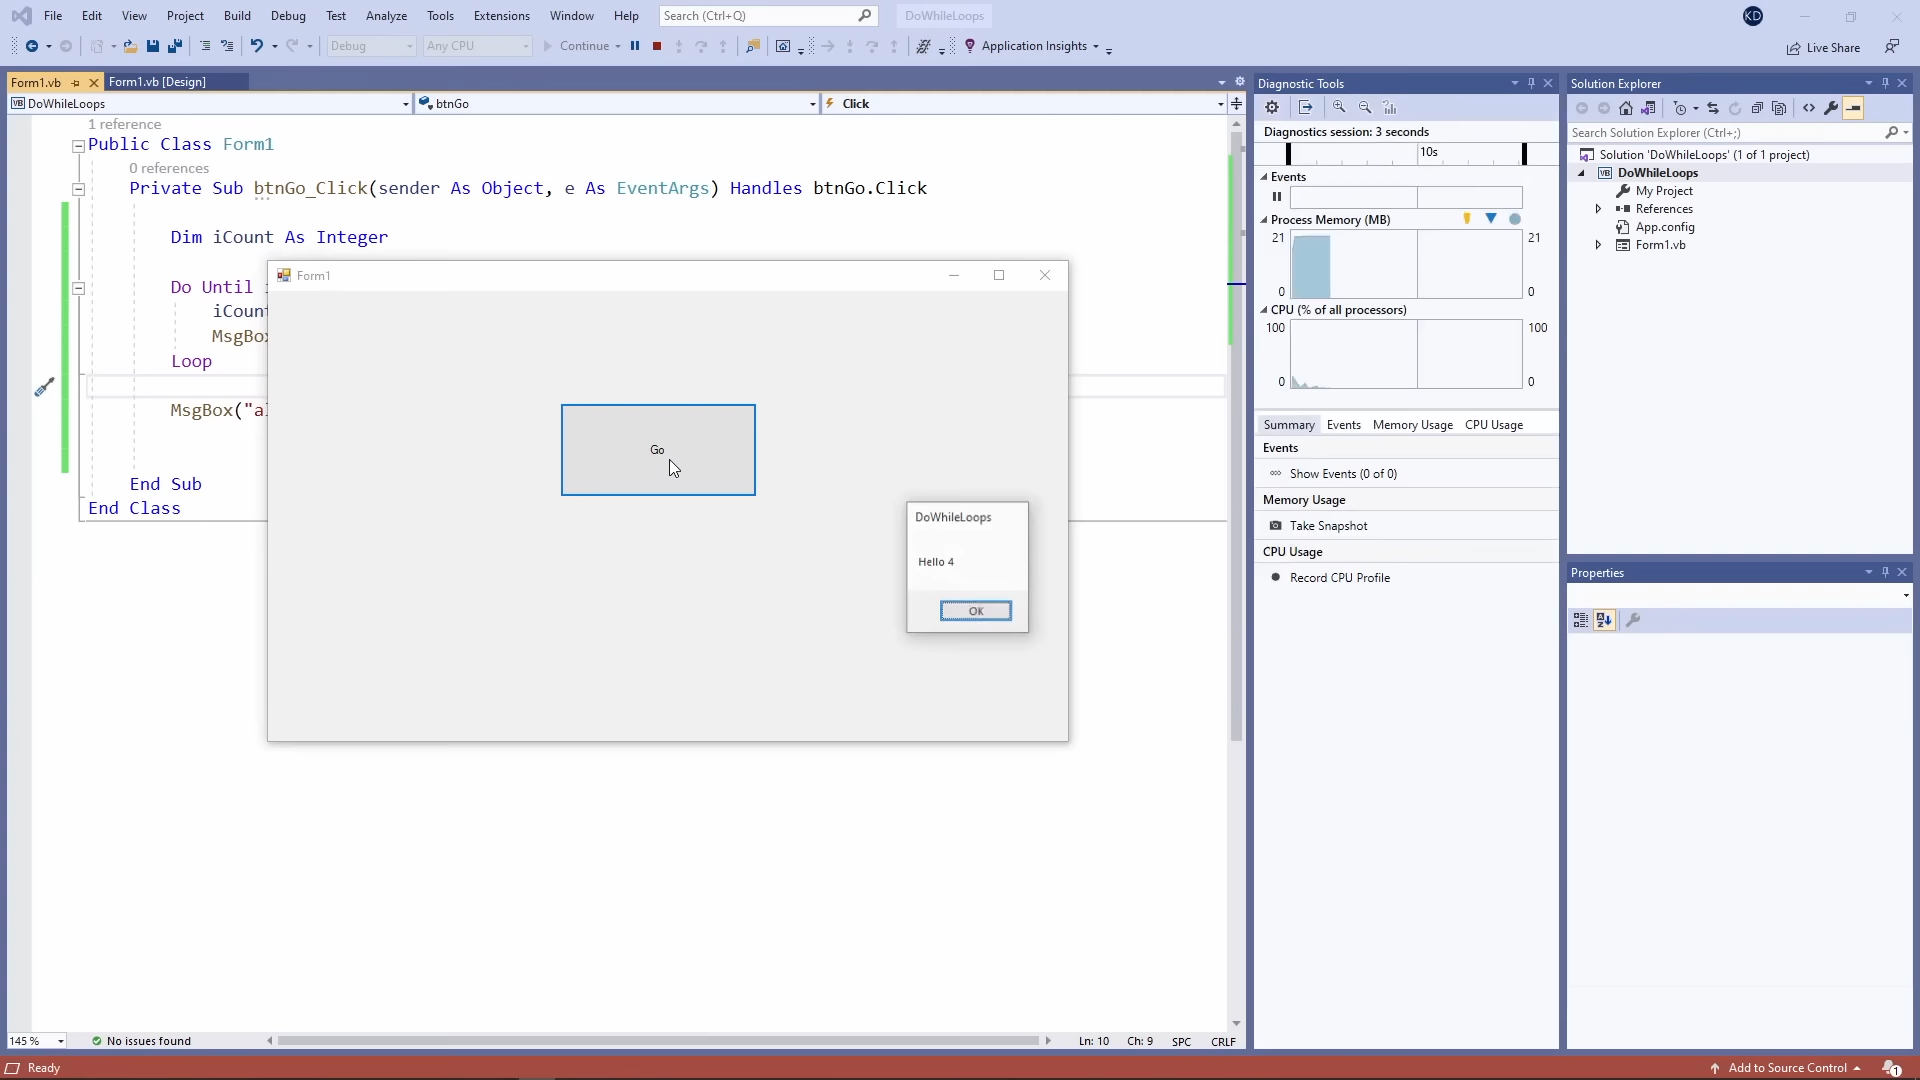 File Edit View Project Build Debug Test Analyze Tools Extensions Window Help Search (Ctrl+Q) DoWhileLoops KD
Debug Any CPU Continue Application Insights Live Share
Form1.vb Form1.vb [Design]
VB DoWhileLoops btnGo Click
1 reference
Public Class Form1
0 references
Private Sub btnGo_Click(sender As Object, e As EventArgs) Handles btnGo.Click
Dim iCount As Integer
Do Until i
iCount
MsgBox
Loop
MsgBox("al
End Sub
End Class
Form1
Go
DoWhileLoops
Hello 4
OK
145 % No issues found Ln: 10 Ch: 9 SPC CRLF
Diagnostic Tools
Diagnostics session: 3 seconds
10s
Events
Process Memory (MB)
21 21
0 0
CPU (% of all processors)
100 100
0 0
Summary Events Memory Usage CPU Usage
Events
Show Events (0 of 0)
Memory Usage
Take Snapshot
CPU Usage
Record CPU Profile
Solution Explorer
Search Solution Explorer (Ctrl+;)
Solution 'DoWhileLoops' (1 of 1 project)
VB DoWhileLoops
My Project
References
App.config
Form1.vb
Properties
Ready Add to Source Control 1